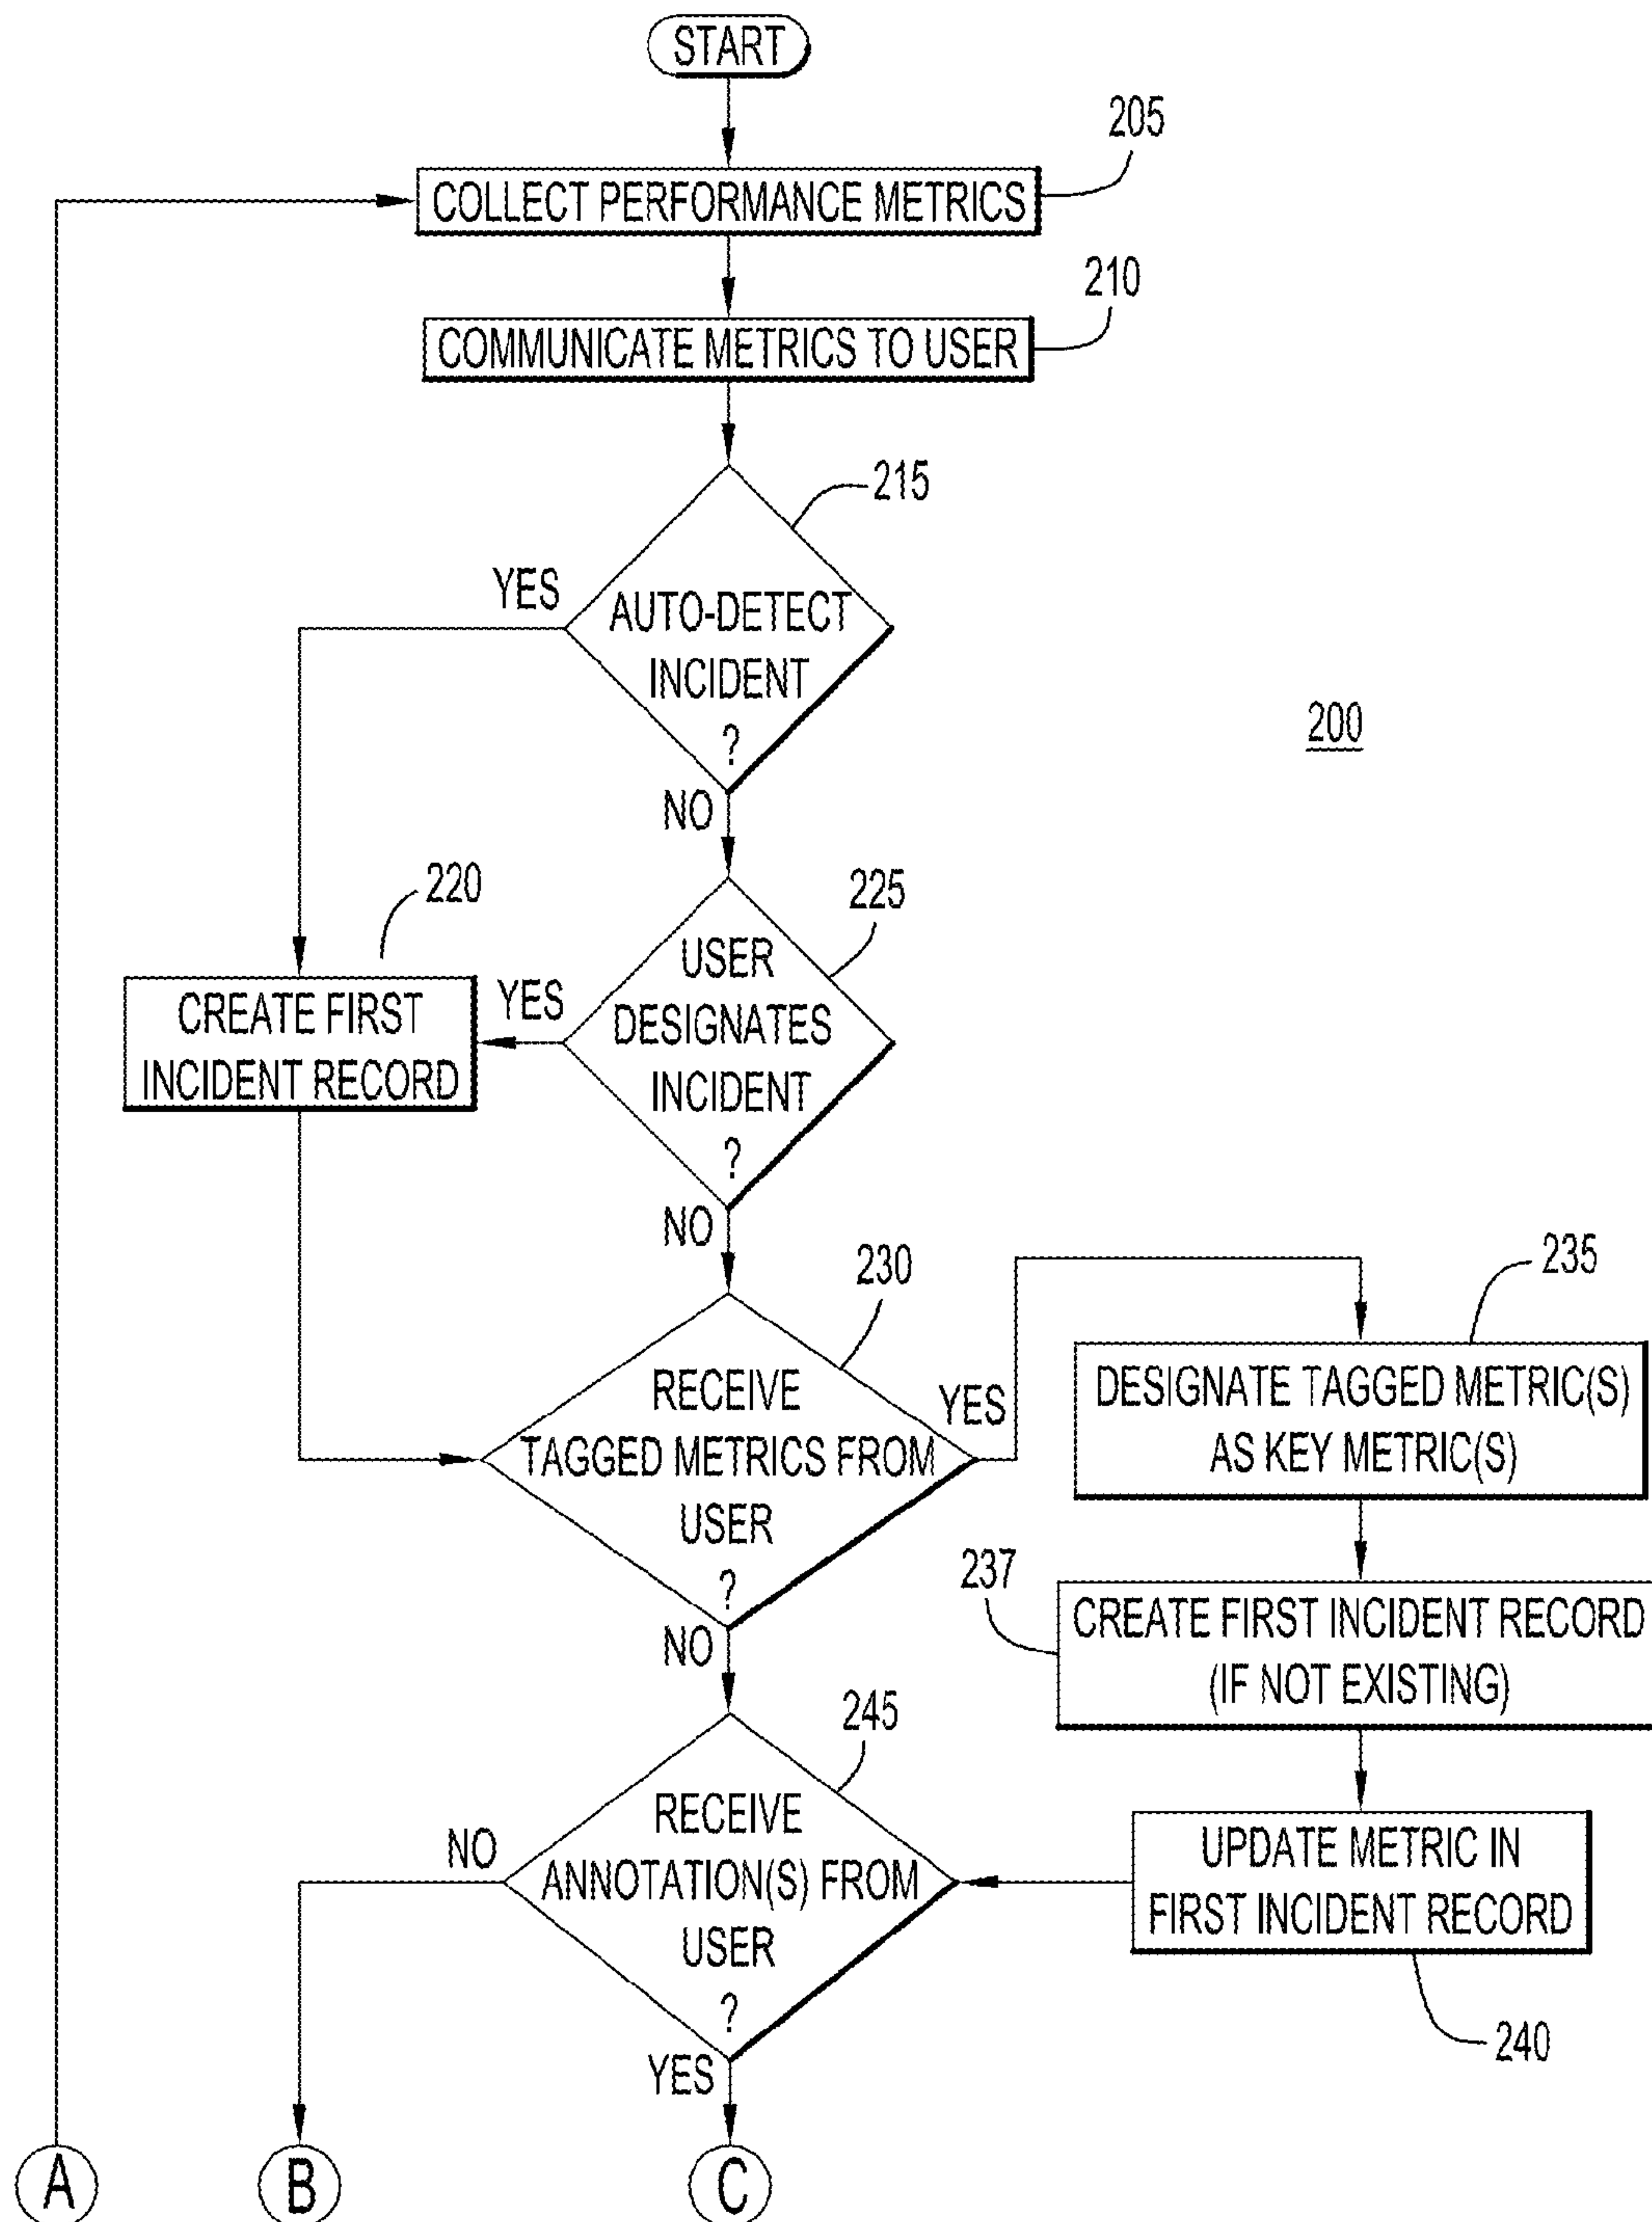 START
205
COLLECT PERFORMANCE METRICS
210
COMMUNICATE METRICS TO USER
215
YES
AUTO-DETECT
INCIDENT
?
NO
200
220
225
CREATE FIRST
INCIDENT RECORD
YES
USER
DESIGNATES
INCIDENT
?
NO
230
235
RECEIVE
TAGGED METRICS FROM
USER
?
YES
NO
DESIGNATE TAGGED METRIC(S)
AS KEY METRIC(S)
237
CREATE FIRST INCIDENT RECORD
(IF NOT EXISTING)
245
NO
RECEIVE
ANNOTATION(S) FROM
USER
?
YES
UPDATE METRIC IN
FIRST INCIDENT RECORD
240
A
B
C